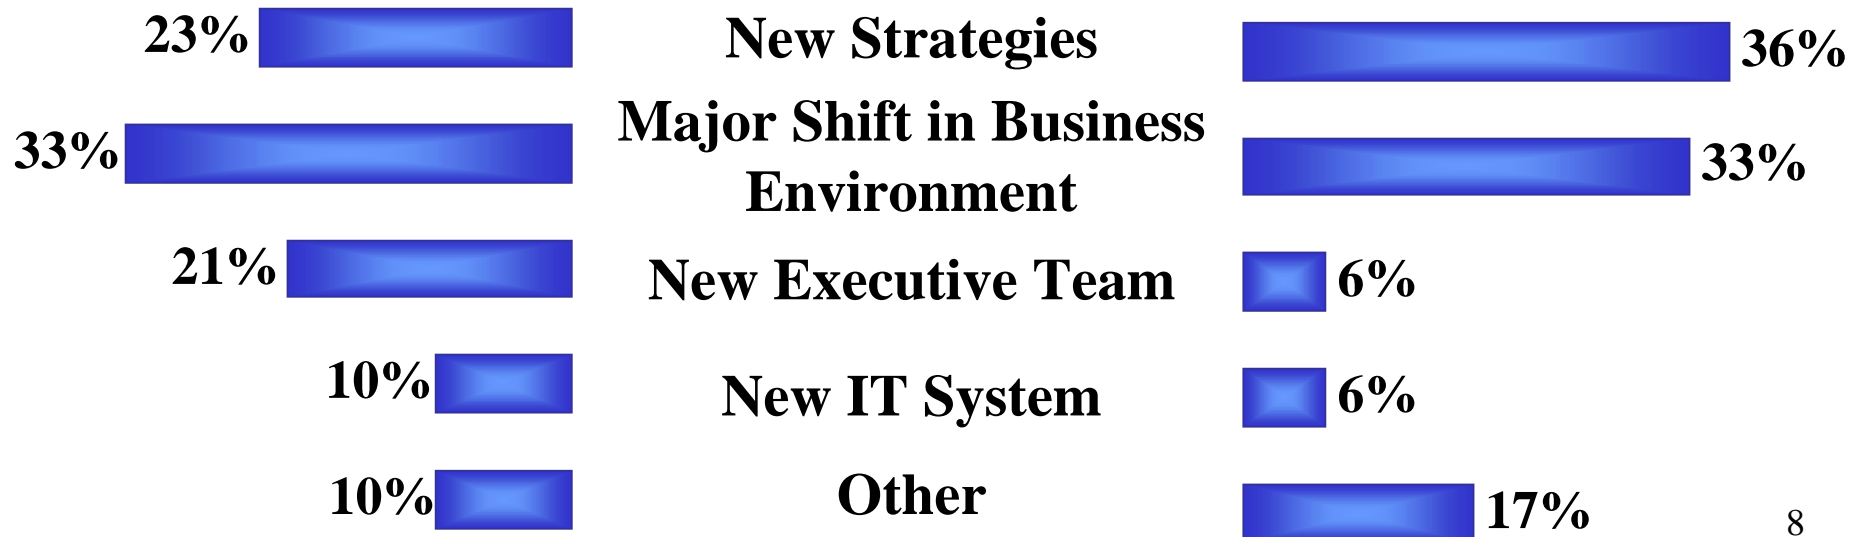 23% New Strategies 36%
33% Major Shift in Business 33%
Environment
21% New Executive Team 6%
10% New IT System 6%
10% Other 17%
8